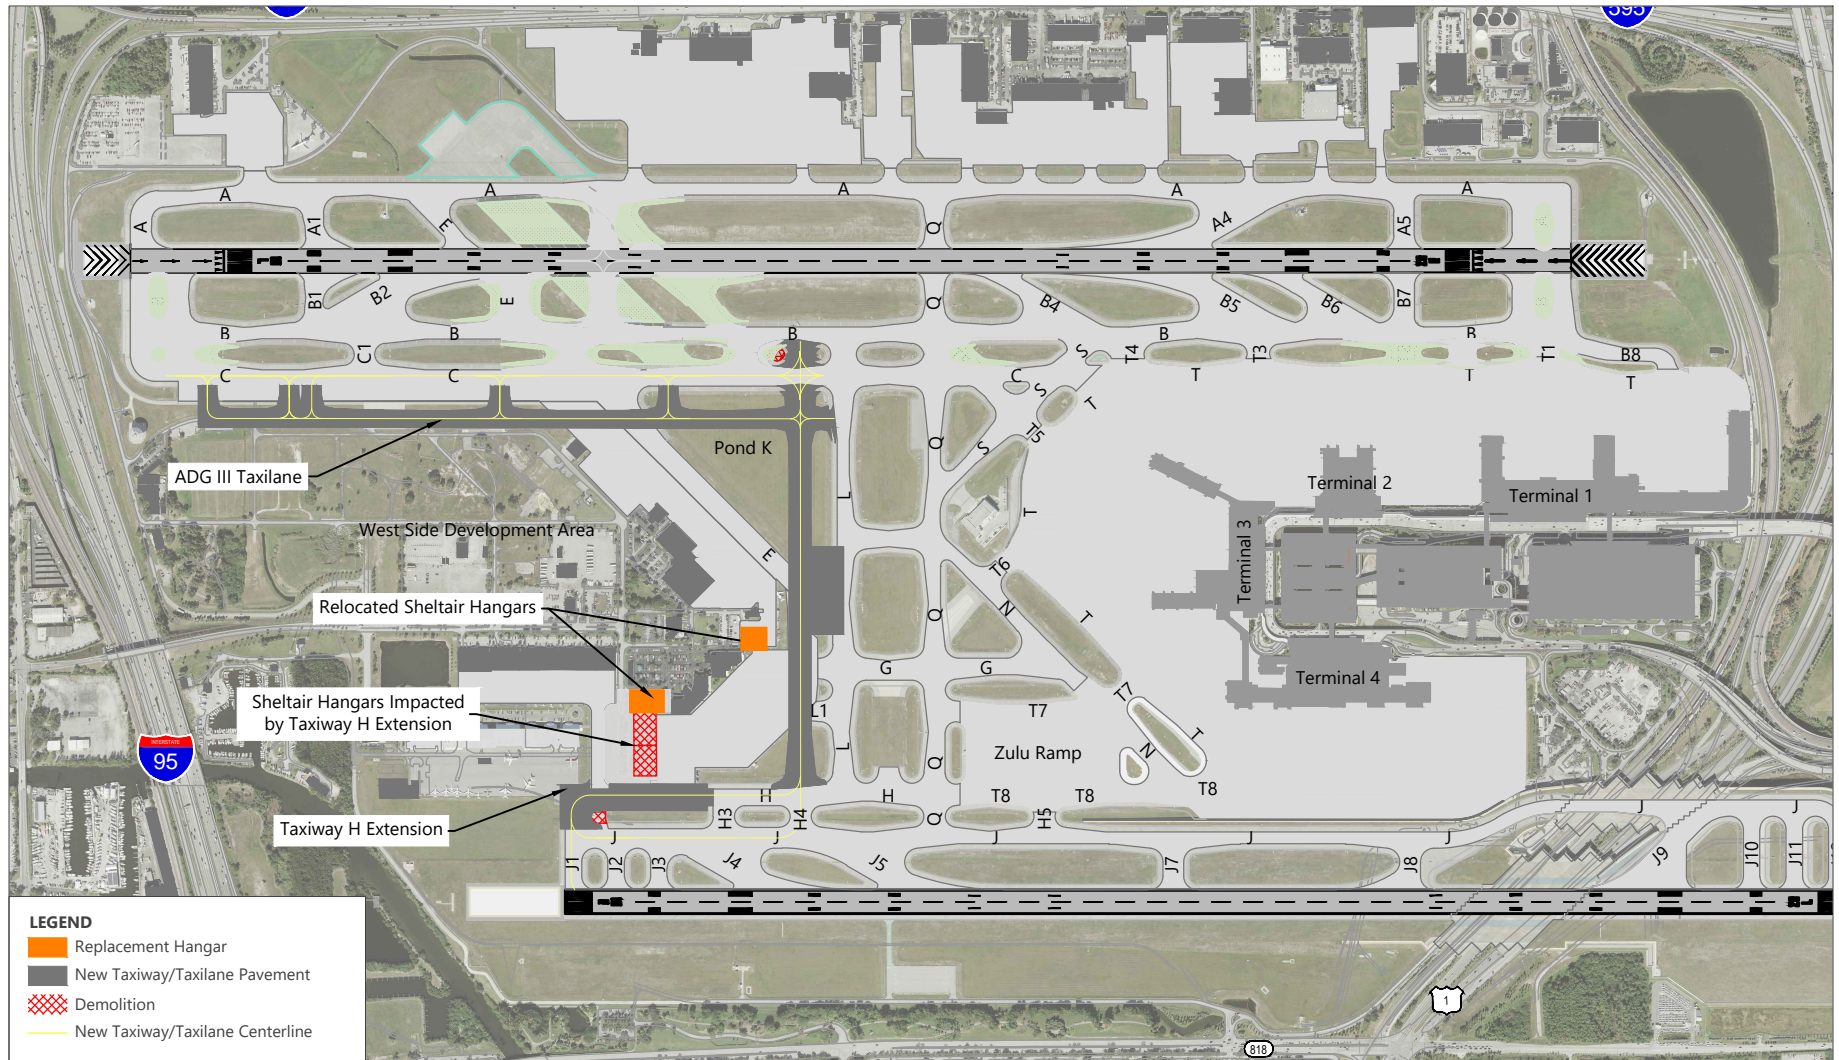 595
A
A
A
A
A
A
A1
E
Q
A4
A5
B1
B2
E
Q
B4
B5
B6
B7
B
B
B
B
B
C1
S
T4
T3
T1
B8
C
C
C
T
T
T
S
T
T5
Q
S
Pond K
ADG III Taxilane
L
T
Terminal 2
Terminal 1
Terminal 3
West Side Development Area
E
T6
N
T
Q
Relocated Sheltair Hangars
G
G
Terminal 4
Sheltair Hangars Impacted
by Taxiway H Extension
T7
L1
T7
L
Q
Zulu Ramp
N
T
T8
INTERSTATE
95
H
H
T8
T8
H3
H4
Q
H5
Taxiway H Extension
J
J
J
J
J
J
J1
J2
J3
J4
J5
J7
J8
J9
J10
J11
1
818
LEGEND
Replacement Hangar
New Taxiway/Taxilane Pavement
Demolition
New Taxiway/Taxilane Centerline